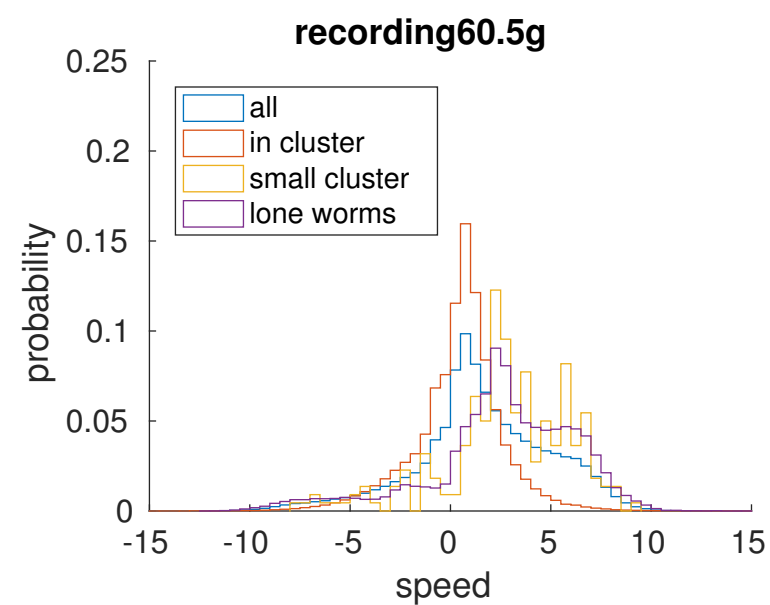 recording60.5g
0.25
0.2
0.15
0.1
0.05
0
probability
all
in cluster
small cluster
lone worms
-15 -10 -5 0 5 10 15
speed